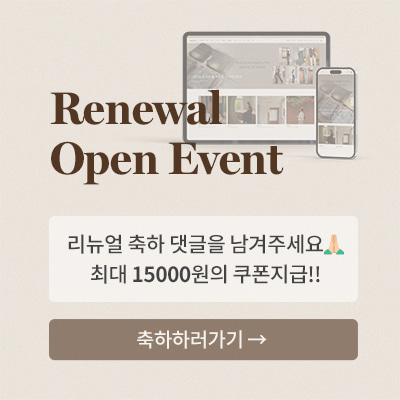 Renewal
Open Event
리뉴얼 축하 댓글을 남겨주세요🙏🏻
최대 15000원의 쿠폰지급!!
축하하러가기 →